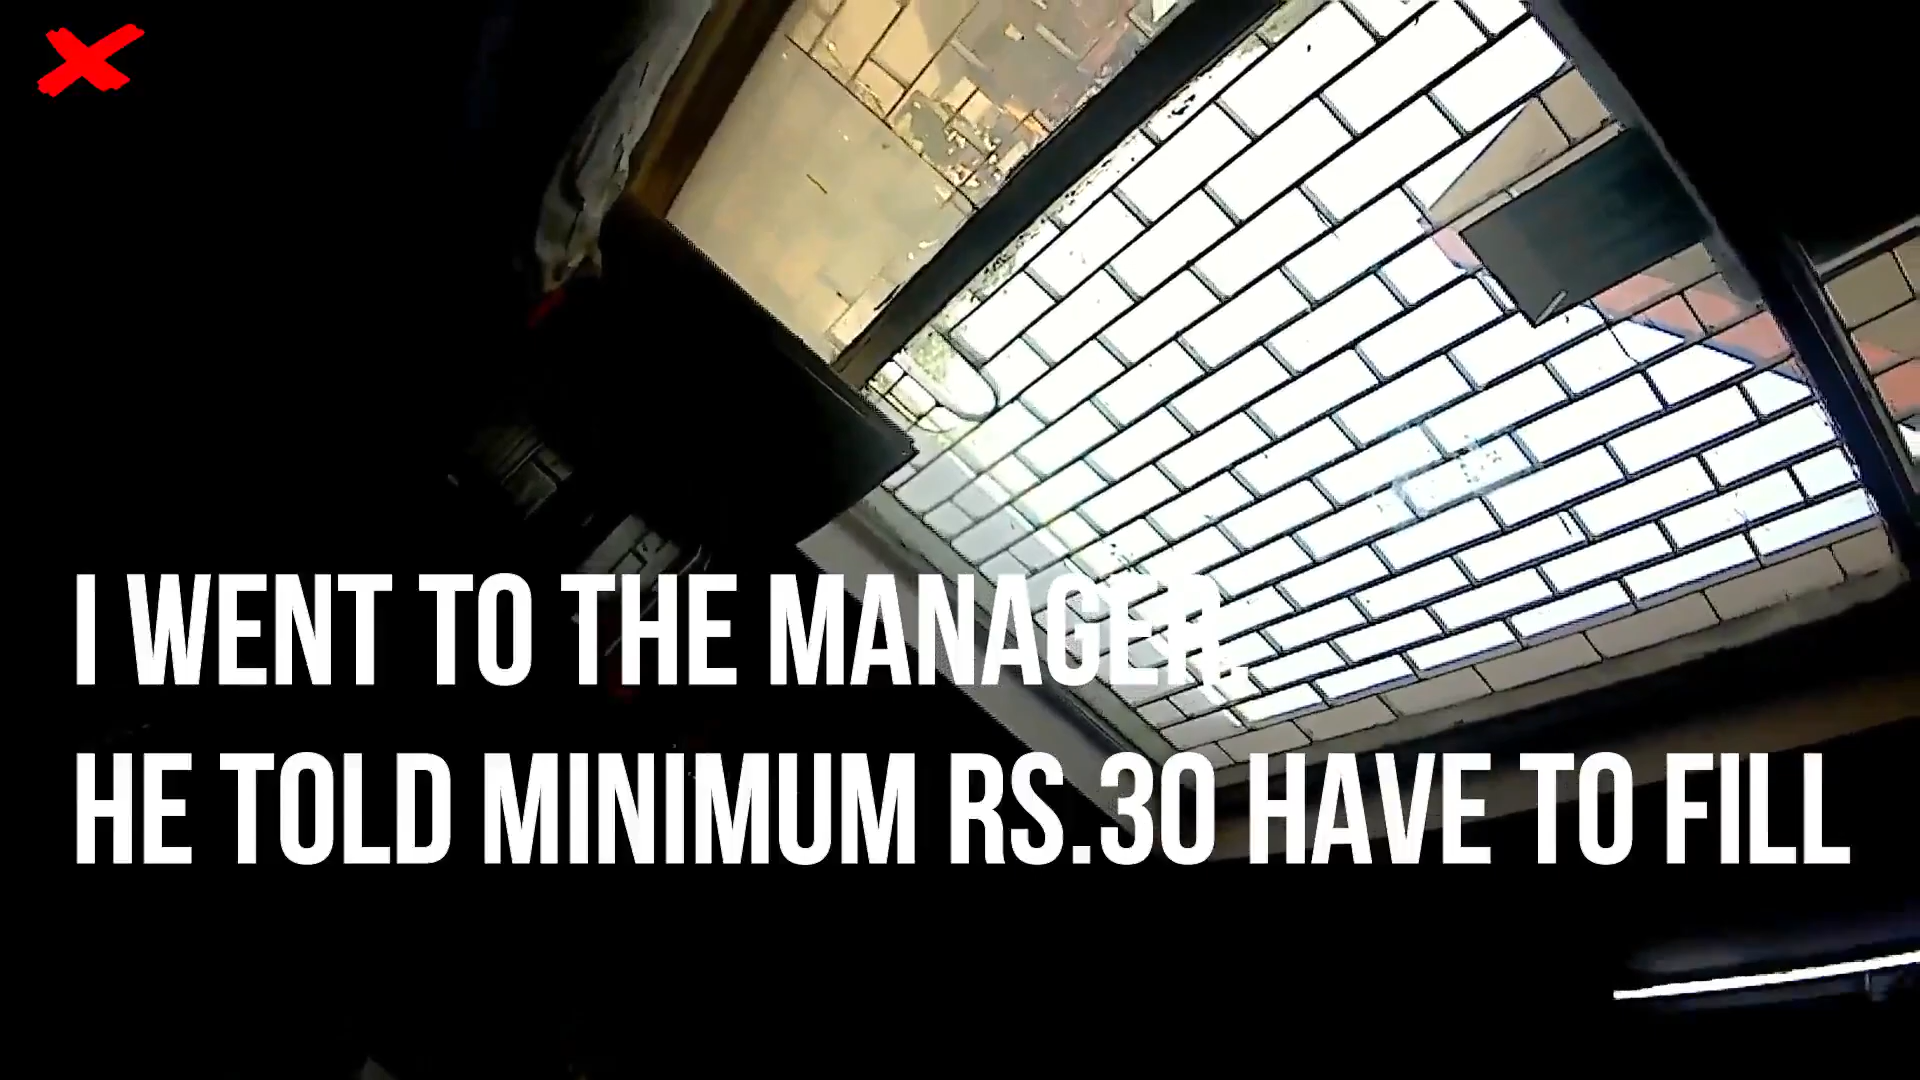 I WENT TO THE MANAGER.
HE TOLD MINIMUM RS.30 HAVE TO FILL